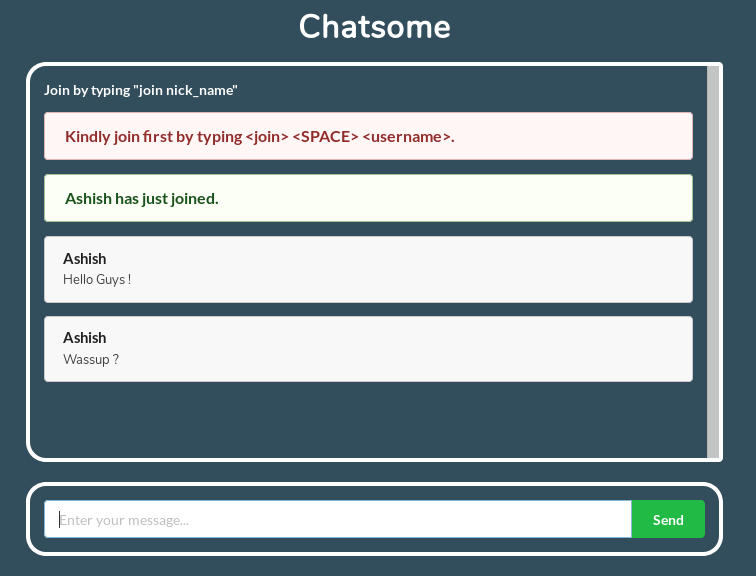 Chatsome
Join by typing "join nick_name"
Kindly join first by typing <join> <SPACE> <username>.
Ashish has just joined.
Ashish
Hello Guys !
Ashish
Wassup ?
Enter your message...
Send